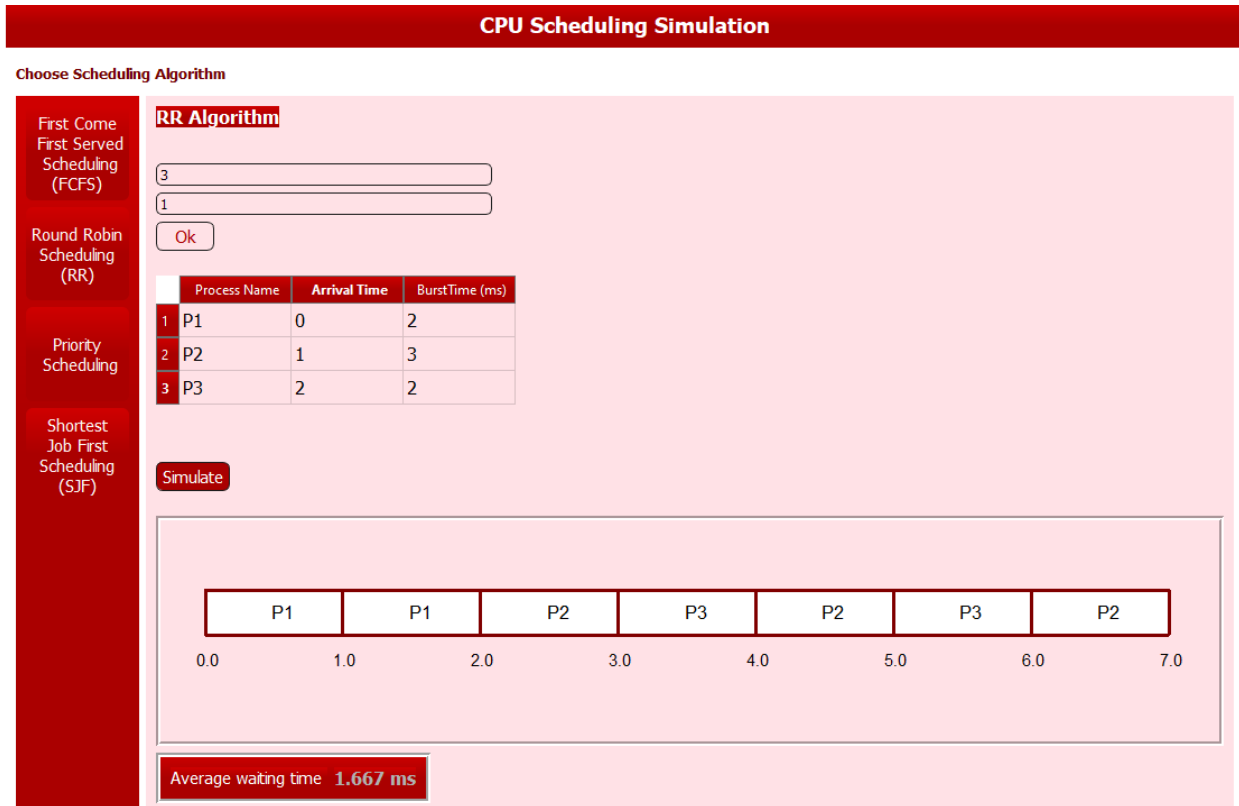 CPU Scheduling Simulation
Choose Scheduling Algorithm
First Come
First Served
Scheduling
(FCFS)
Round Robin
Scheduling
(RR)
Priority
Scheduling
Shortest
Job First
Scheduling
(SJF)
RR Algorithm
3
1
Ok
Process Name Arrival Time BurstTime (ms)
1 P1 0 2
2 P2 1 3
3 P3 2 2
Simulate
P1 P1 P2 P3 P2 P3 P2
0.0 1.0 2.0 3.0 4.0 5.0 6.0 7.0
Average waiting time 1.667 ms